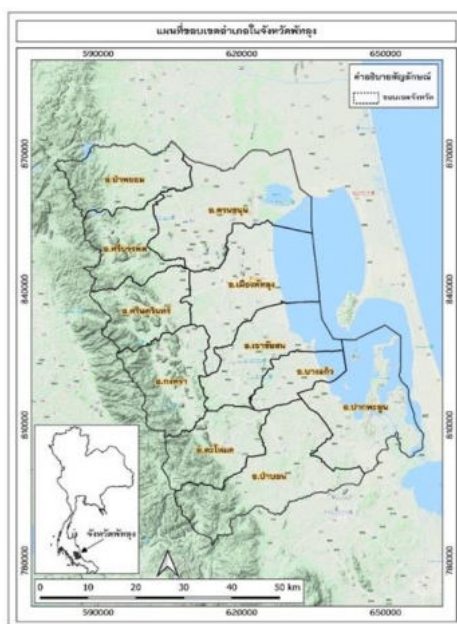 แผนที่ขอบเขตอำเภอในจังหวัดพัทลุง
590000 620000 650000
คำอธิบายสัญลักษณ์
ขอบเขตจังหวัด
870000 870000
อ.ป่าพยอม
อ.ควนขนุน
อ.ศรีบรรพต
840000 840000
อ.เมืองพัทลุง
อ.ศรีนครินทร์
อ.เขาชัยสน
อ.บางแก้ว
อ.กงหรา
อ.ปากพะยูน
810000 810000
อ.ตะโหมด
อ.ป่าบอน
จังหวัดพัทลุง
780000 780000
0 10 20 30 40 50 km
590000 620000 650000